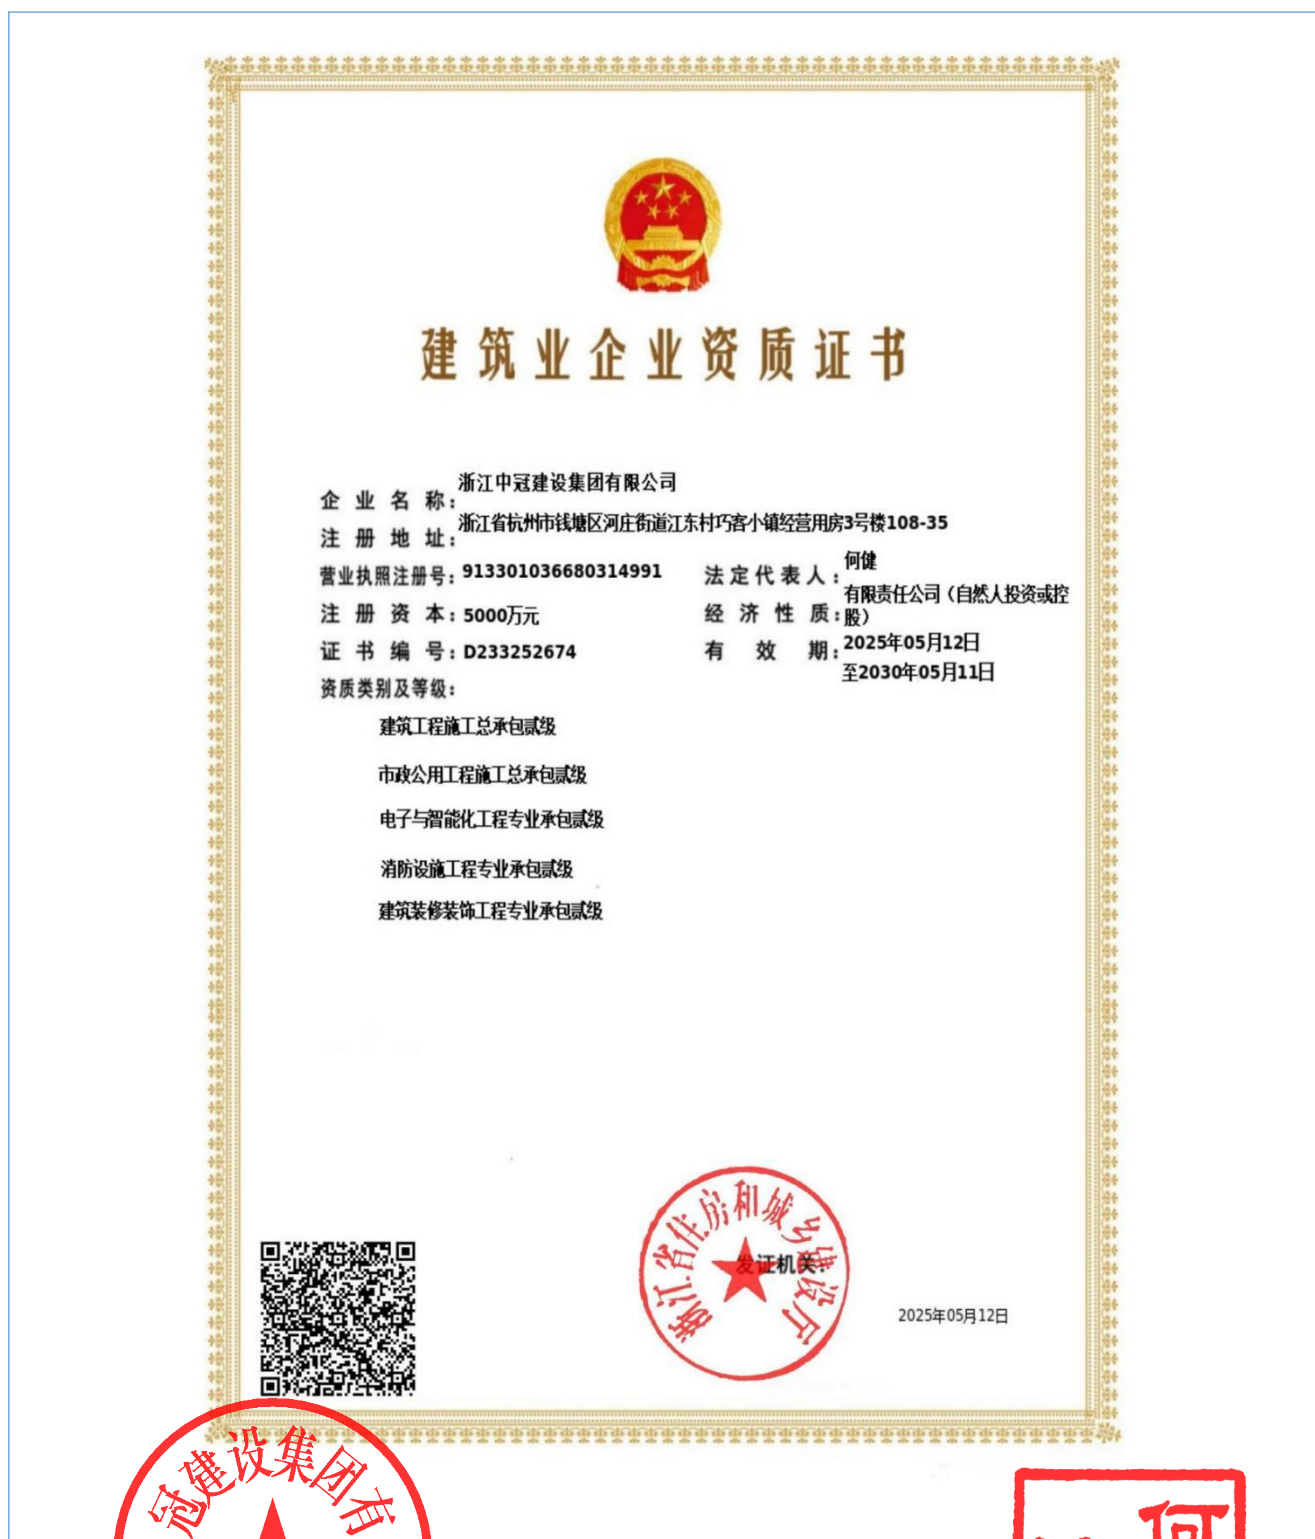 建筑业企业资质证书
企业名称：浙江中冠建设集团有限公司
注册地址：浙江省杭州市钱塘区河庄街道江东村巧客小镇经营用房3号楼108-35
营业执照注册号：913301036680314991 法定代表人：何健
注册资本：5000万元 经济性质：有限责任公司（自然人投资或控
股）
证书编号：D233252674 有效期：2025年05月12日
至2030年05月11日
资质类别及等级：
建筑工程施工总承包贰级
市政公用工程施工总承包贰级
电子与智能化工程专业承包贰级
消防设施工程专业承包贰级
建筑装修装饰工程专业承包贰级
浙江省住房和城乡建设厅
发证机关：
2025年05月12日
冠建设集团有
何